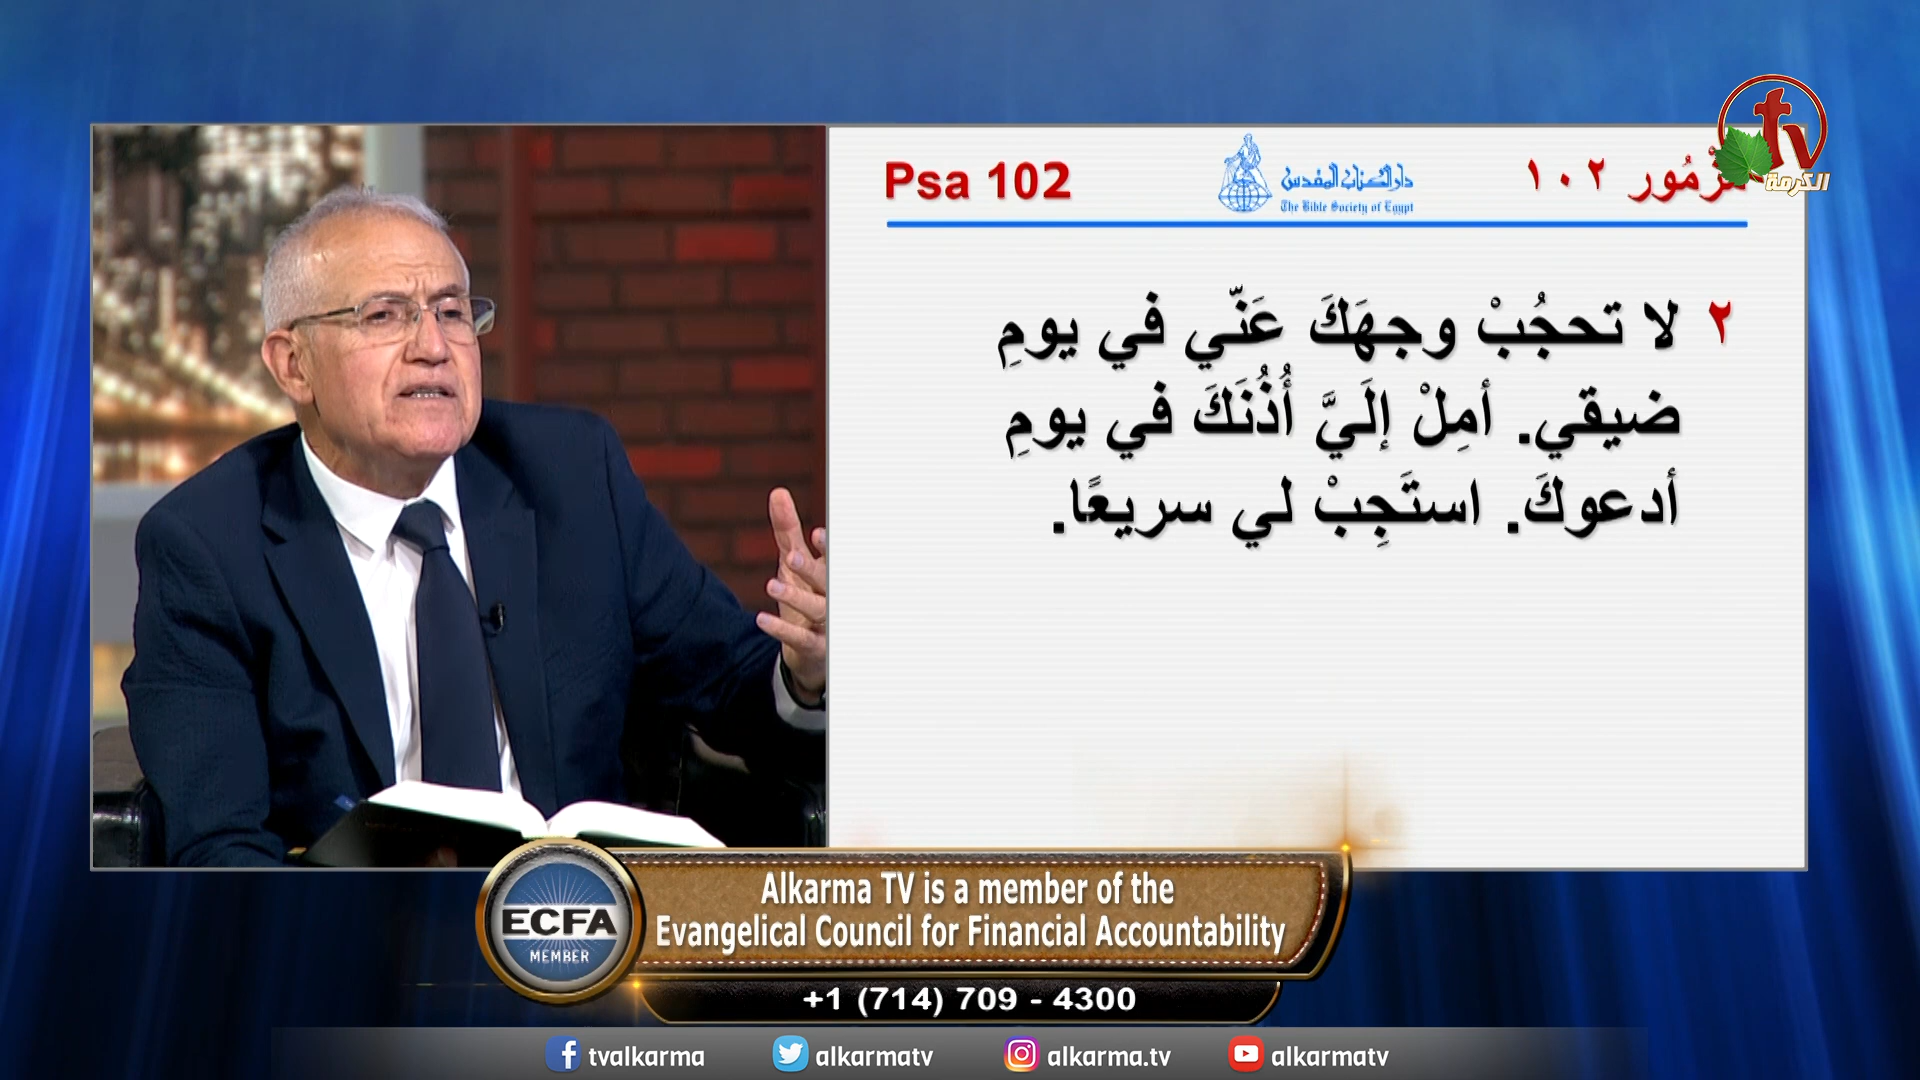 Psa 102
دار الكتاب المقدس
The Bible Society of Egypt
مَزْمُور ١٠٢
tv
الكرمة
٢ لا تحجُبْ وجهَكَ عَنّي في يومِ
ضيقي. أمِلْ إلَيَّ أُذُنَكَ في يومِ
أدعوكَ. استَجِبْ لي سريعًا.
ECFA
MEMBER
Alkarma TV is a member of the
Evangelical Council for Financial Accountability
+1 (714) 709 - 4300
tvalkarma
alkarmatv
alkarma.tv
alkarmatv